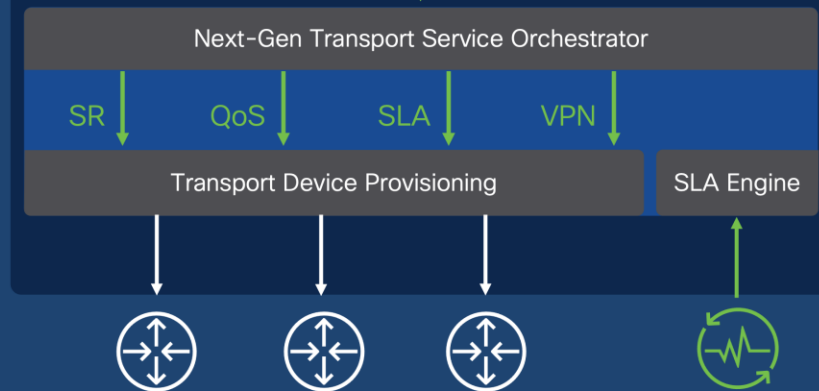 Next-Gen Transport Service Orchestrator
SR QoS SLA VPN
Transport Device Provisioning SLA Engine